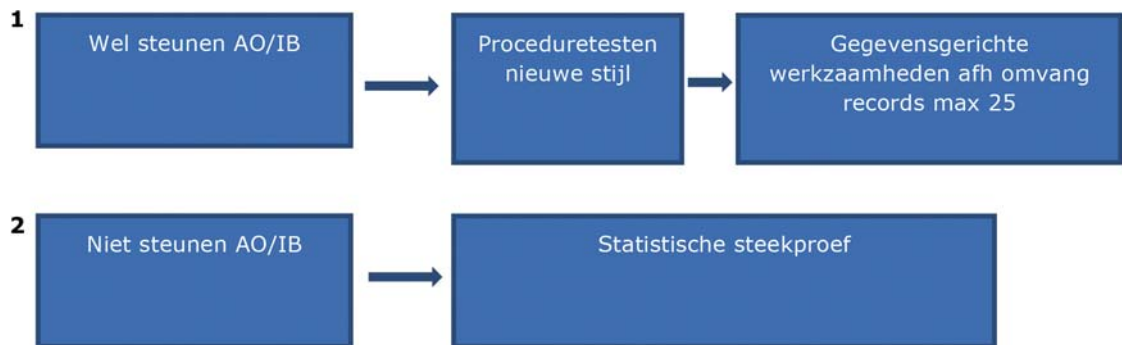 1
Wel steunen AO/IB
Proceduretesten
nieuwe stijl
Gegevensgerichte
werkzaamheden afh omvang
records max 25
2
Niet steunen AO/IB
Statistische steekproef